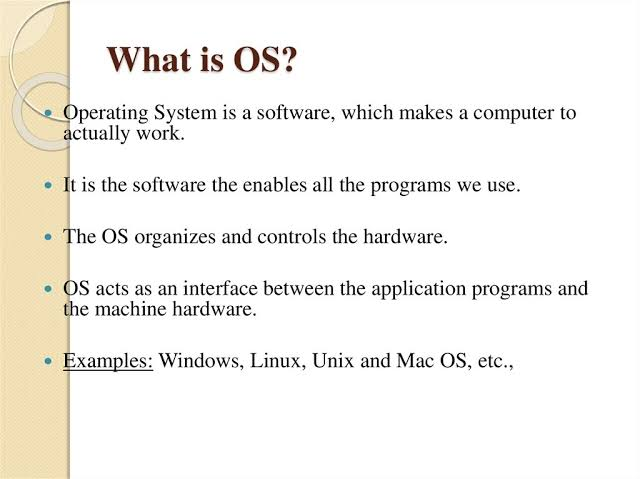 What is OS?
• Operating System is a software, which makes a computer to
actually work.
• It is the software the enables all the programs we use.
• The OS organizes and controls the hardware.
• OS acts as an interface between the application programs and
the machine hardware.
• Examples: Windows, Linux, Unix and Mac OS, etc.,